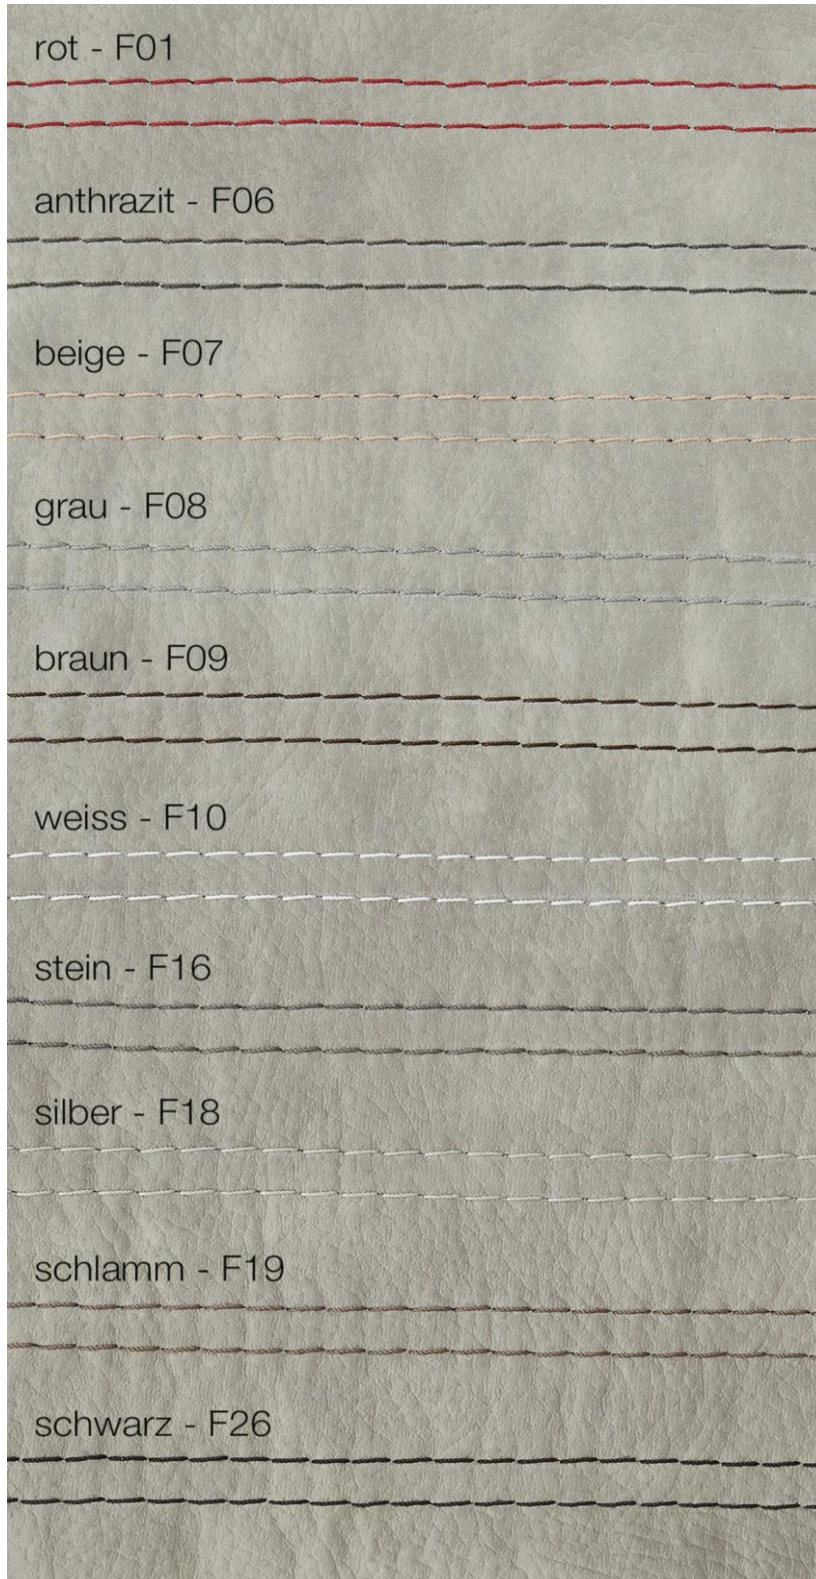 rot - F01
anthrazit - F06
beige - F07
grau - F08
braun - F09
weiss - F10
stein - F16
silber - F18
schlamm - F19
schwarz - F26